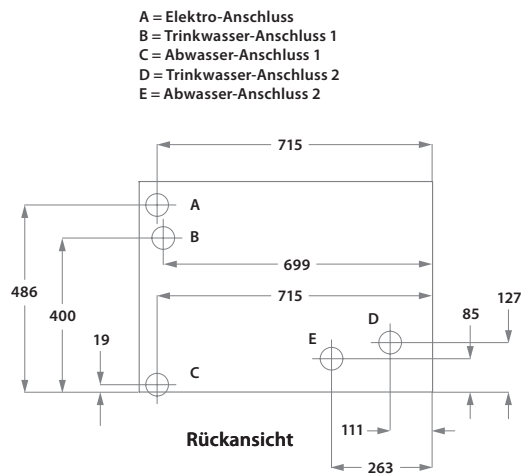 A = Elektro-Anschluss
B = Trinkwasser-Anschluss 1
C = Abwasser-Anschluss 1
D = Trinkwasser-Anschluss 2
E = Abwasser-Anschluss 2
715
A
B
699
486
400
715
85
127
19
D
E
C
111
Rückansicht
263